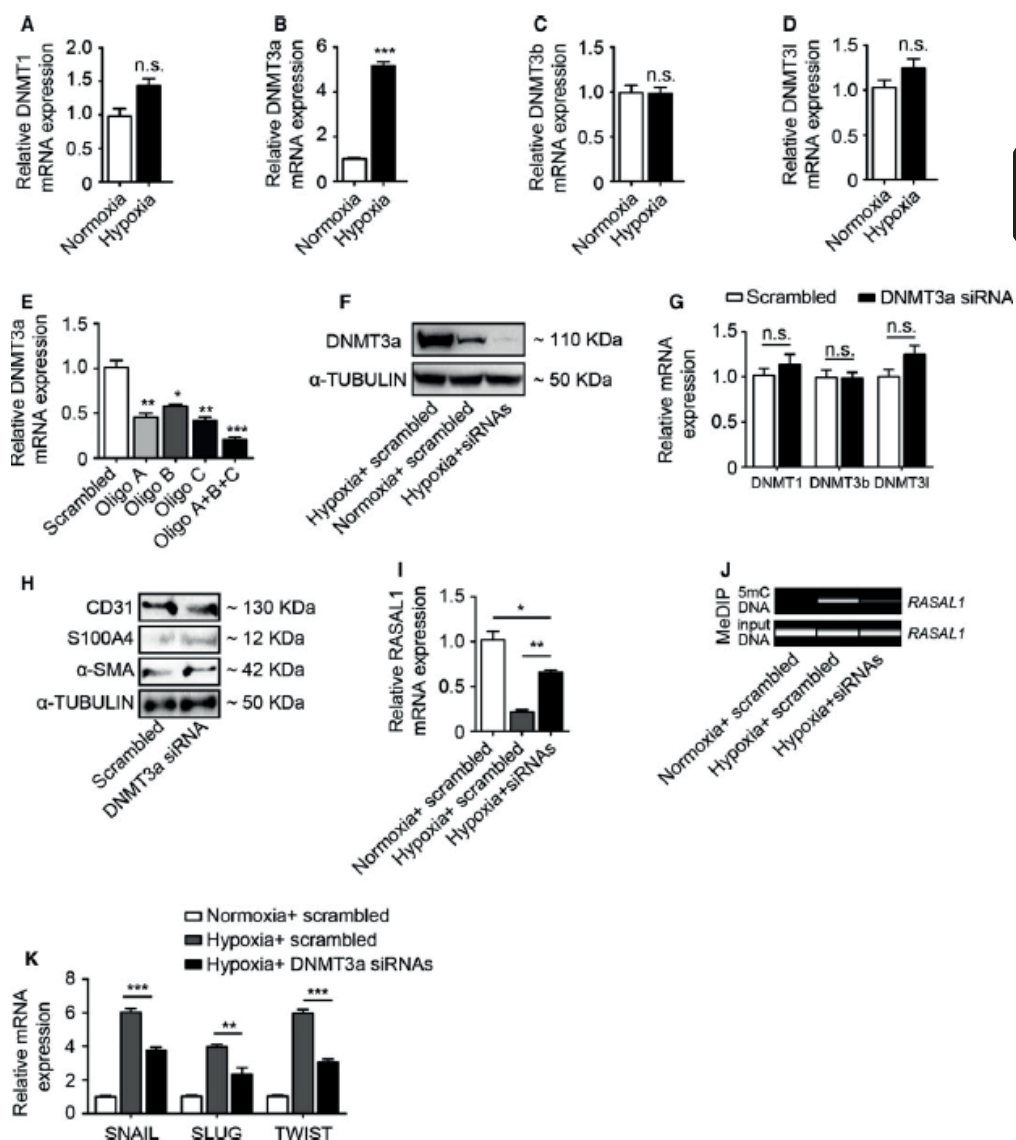 A
Relative DNMT1
mRNA expression
2.0
1.5
1.0
0.5
0
n.s.
Normoxia
Hypoxia
B
Relative DNMT3a
mRNA expression
6
4
2
0
***
Normoxia
Hypoxia
C
Relative DNMT3b
mRNA expression
1.5
1.0
0.5
0
n.s.
Normoxia
Hypoxia
D
Relative DNMT3l
mRNA expression
1.5
1.0
0.5
0
n.s.
Normoxia
Hypoxia
E
Relative DNMT3a
mRNA expression
1.5
1.0
0.5
0
**
*
**
***
Scrambled
Oligo A
Oligo B
Oligo C
Oligo A+B+C
F
DNMT3a
~ 110 KDa
α-TUBULIN
~ 50 KDa
Hypoxia+ scrambled
Normoxia+ scrambled
Hypoxia+siRNAs
G
Scrambled
DNMT3a siRNA
Relative mRNA
expression
1.5
1.0
0.5
0
n.s.
n.s.
n.s.
DNMT1
DNMT3b
DNMT3l
H
CD31
~ 130 KDa
S100A4
~ 12 KDa
α-SMA
~ 42 KDa
α-TUBULIN
~ 50 KDa
Scrambled
DNMT3a siRNA
I
Relative RASAL1
mRNA expression
1.5
1.0
0.5
0
*
**
Normoxia+ scrambled
Hypoxia+ scrambled
Hypoxia+siRNAs
J
MeDIP
5mC
DNA
RASAL1
input
DNA
RASAL1
Normoxia+ scrambled
Hypoxia+ scrambled
Hypoxia+siRNAs
K
Normoxia+ scrambled
Hypoxia+ scrambled
Hypoxia+ DNMT3a siRNAs
Relative mRNA
expression
8
6
4
2
0
***
**
***
SNAIL
SLUG
TWIST